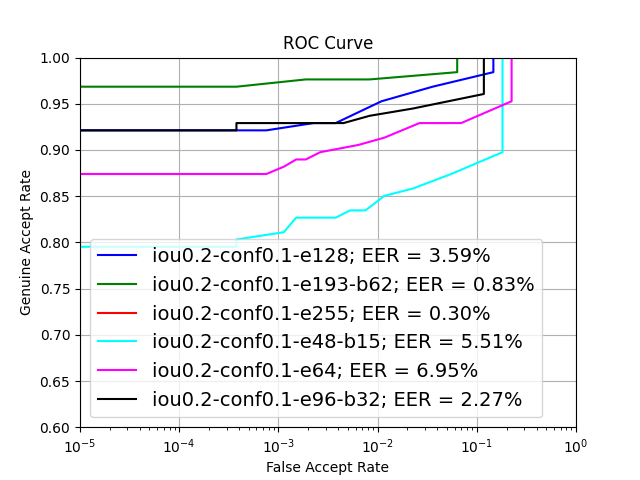 ROC Curve
1.00
0.95
0.90
0.85
0.80
0.75
0.70
0.65
0.60
Genuine Accept Rate
iou0.2-conf0.1-e128; EER = 3.59%
iou0.2-conf0.1-e193-b62; EER = 0.83%
iou0.2-conf0.1-e255; EER = 0.30%
iou0.2-conf0.1-e48-b15; EER = 5.51%
iou0.2-conf0.1-e64; EER = 6.95%
iou0.2-conf0.1-e96-b32; EER = 2.27%
10⁻⁵ 10⁻⁴ 10⁻³ 10⁻² 10⁻¹ 10⁰
False Accept Rate